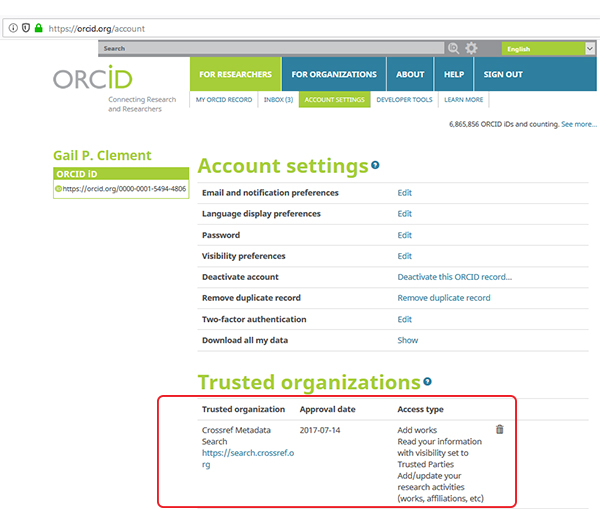 https://orcid.org/account
Search
English
ORCID
Connecting Research
and Researchers
FOR RESEARCHERS
FOR ORGANIZATIONS
ABOUT
HELP
SIGN OUT
MY ORCID RECORD
INBOX (3)
ACCOUNT SETTINGS
DEVELOPER TOOLS
LEARN MORE
6,865,856 ORCID iDs and counting. See more...
Gail P. Clement
ORCID iD
https://orcid.org/0000-0001-5494-4806
Account settings
Email and notification preferences Edit
Language display preferences Edit
Password Edit
Visibility preferences Edit
Deactivate account Deactivate this ORCID record...
Remove duplicate record Remove duplicate record
Two-factor authentication Edit
Download all my data Show
Trusted organizations
Trusted organization Approval date Access type
Crossref Metadata
Search
https://search.crossref.o
rg
2017-07-14
Add works
Read your information
with visibility set to
Trusted Parties
Add/update your
research activities
(works, affiliations, etc)